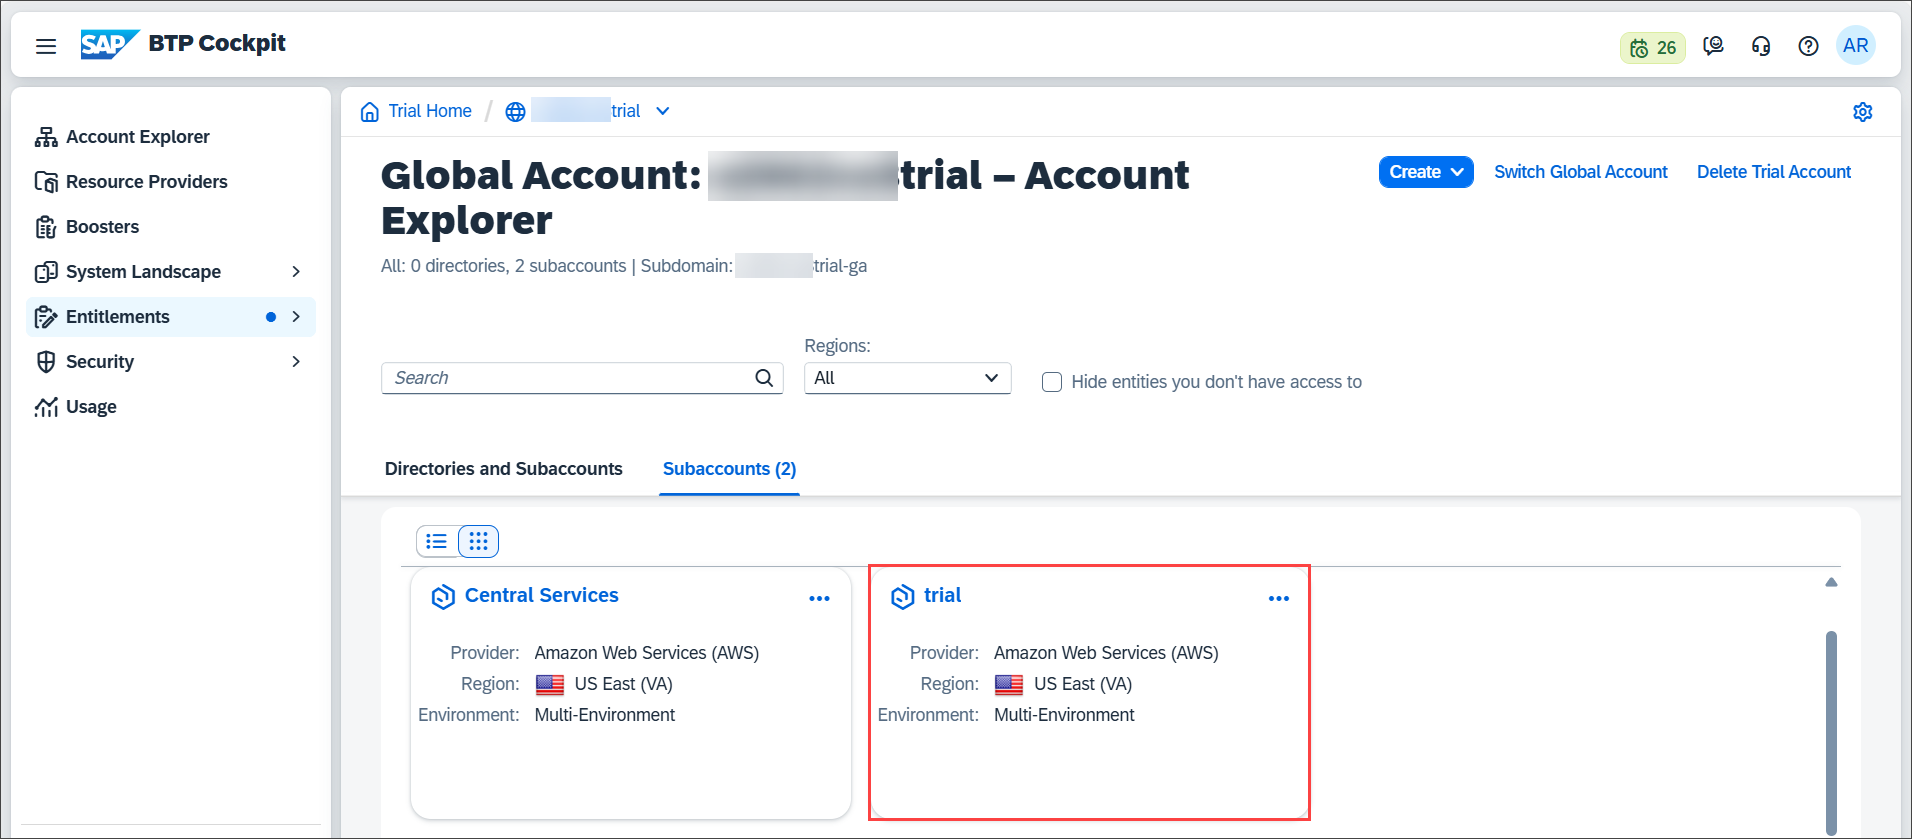 SAP BTP Cockpit
26
AR
Account Explorer
Resource Providers
Boosters
System Landscape
Entitlements
Security
Usage
Trial Home / trial
Global Account: trial – Account
Explorer
Create
Switch Global Account
Delete Trial Account
All: 0 directories, 2 subaccounts | Subdomain: trial-ga
Regions:
Search
All
Hide entities you don't have access to
Directories and Subaccounts
Subaccounts (2)
Central Services
Provider: Amazon Web Services (AWS)
Region: US East (VA)
Environment: Multi-Environment
trial
Provider: Amazon Web Services (AWS)
Region: US East (VA)
Environment: Multi-Environment